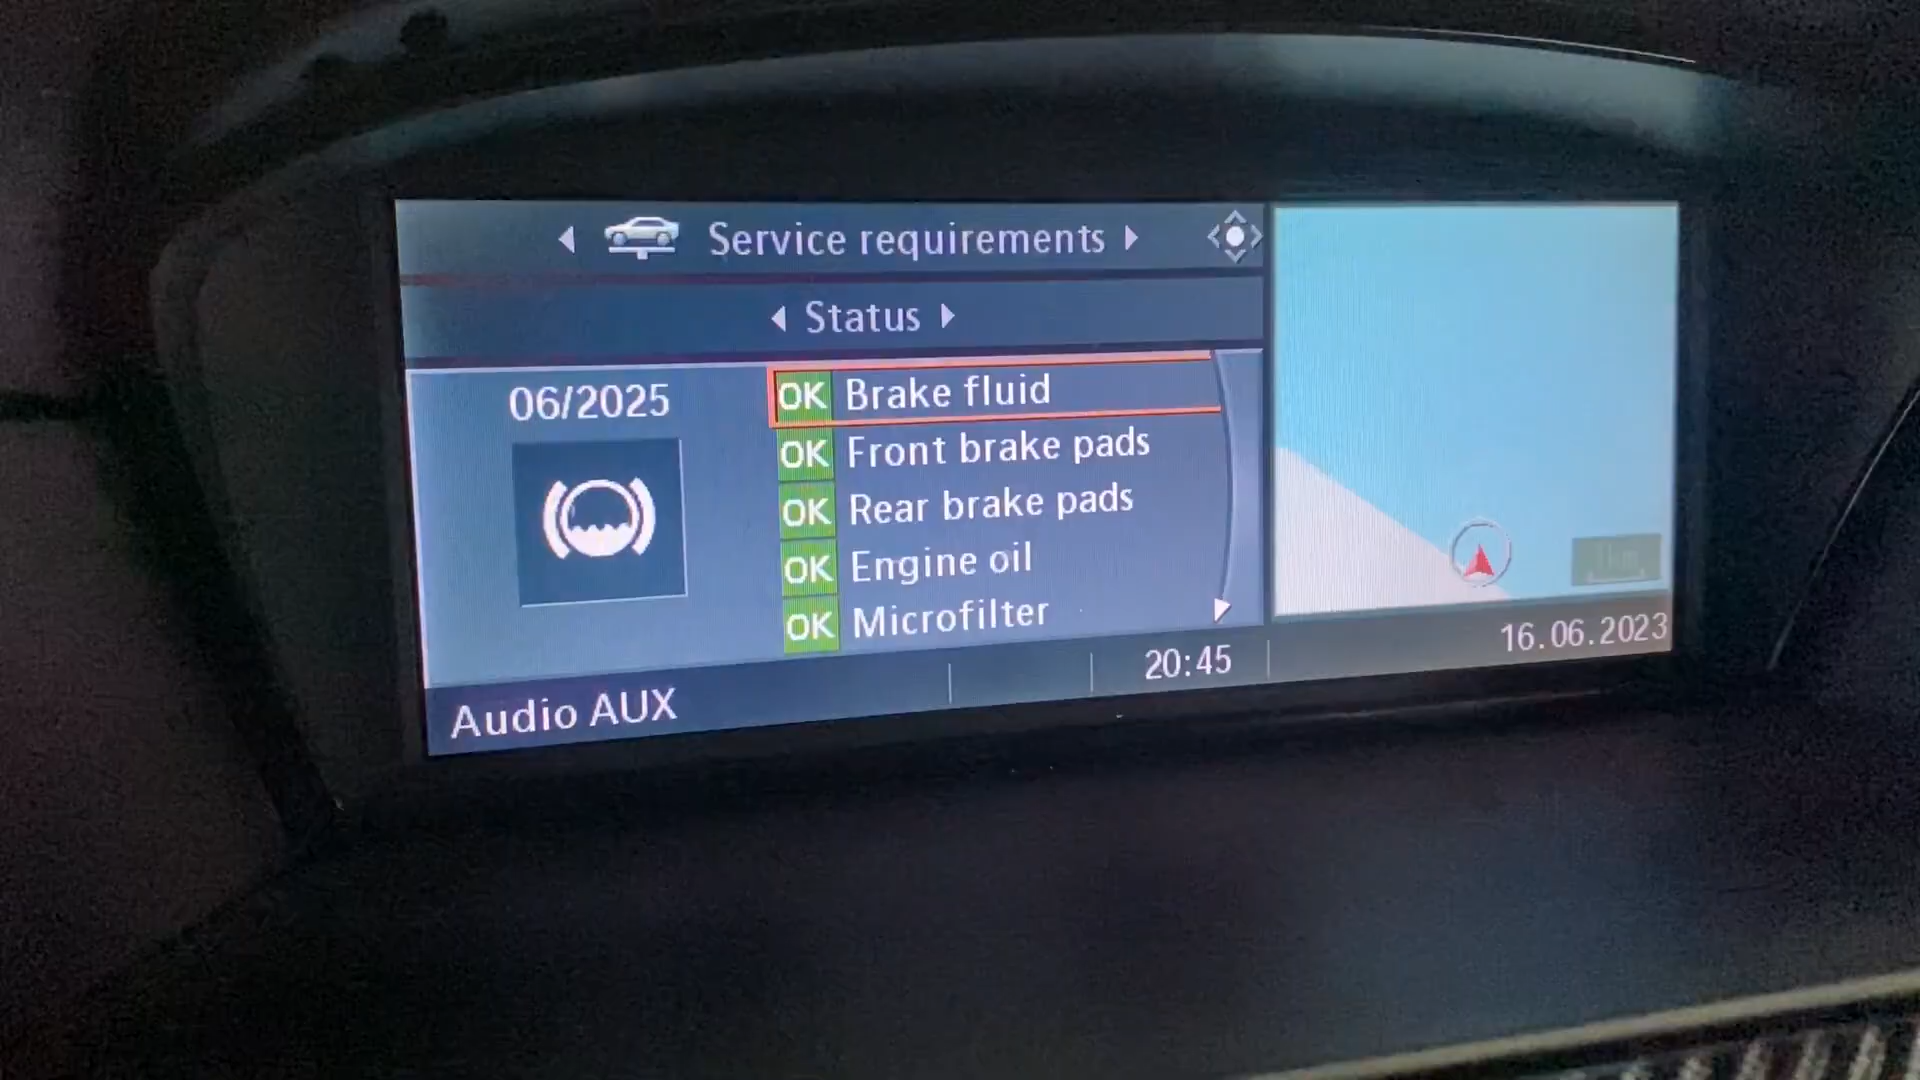 Service requirements
Status
06/2025
OK Brake fluid
OK Front brake pads
OK Rear brake pads
OK Engine oil
OK Microfilter
1km
20:45
16.06.2023
Audio AUX